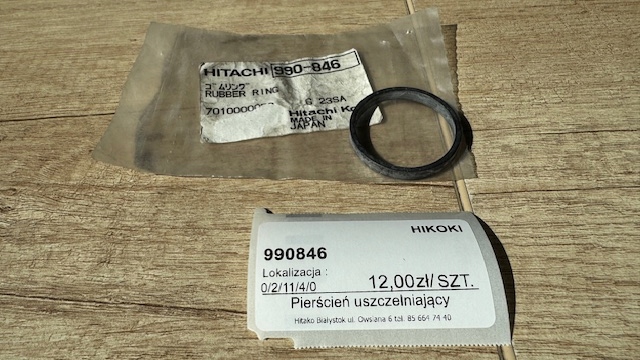 HITACHI 990-846
ゴムリング
RUBBER RING
G 23SA
Hitachi Ko
MADE IN
JAPAN
HIKOKI
990846
Lokalizacja :
0/2/11/4/0 12,00zł/SZT.
Pierścień uszczelniający
Hitako Białystok ul. Owsiana 6 tel. 85 664 74 40